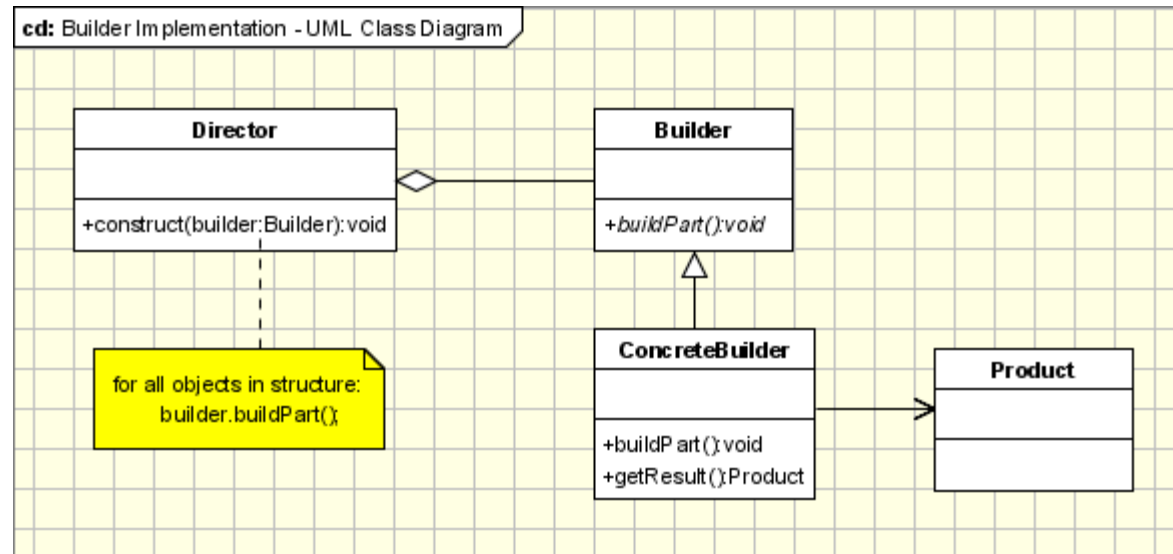 cd: Builder Implementation - UML Class Diagram
Director
+construct(builder:Builder):void
for all objects in structure:
builder.buildPart();
Builder
+buildPart():void
ConcreteBuilder
+buildPart():void
+getResult():Product
Product